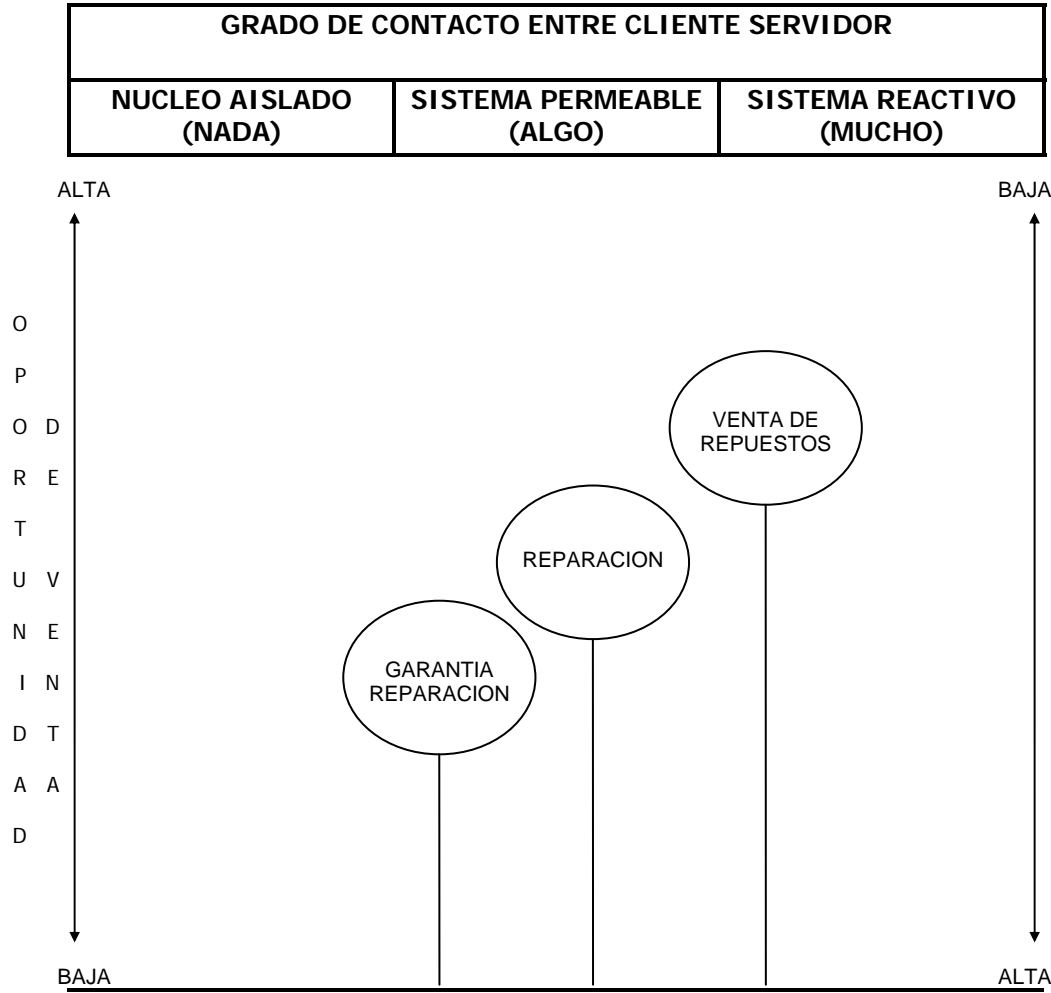 GRADO DE CONTACTO ENTRE CLIENTE SERVIDOR
NUCLEO AISLADO
(NADA)
SISTEMA PERMEABLE
(ALGO)
SISTEMA REACTIVO
(MUCHO)
ALTA
BAJA
OPORTUNIDAD
DE VENTA
VENTA DE
REPUESTOS
REPARACION
GARANTIA
REPARACION
BAJA
ALTA